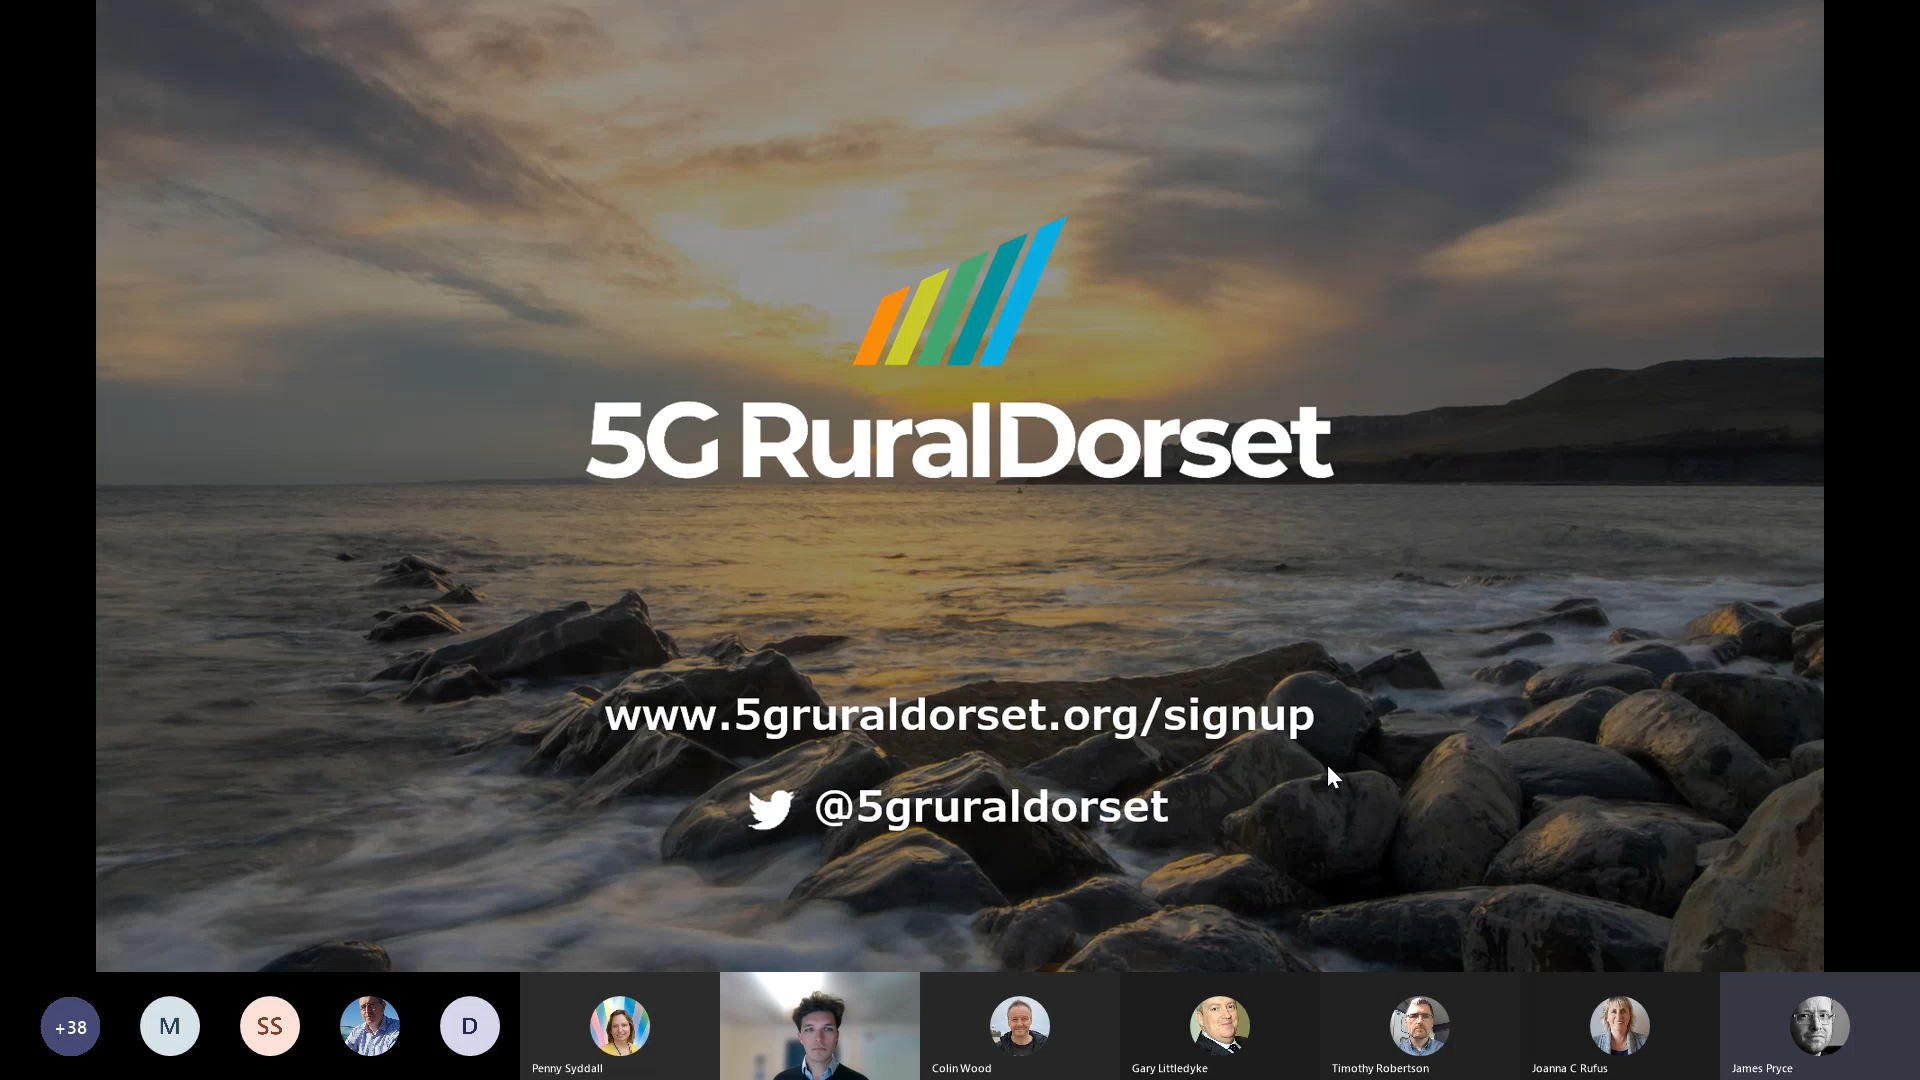 5G RuralDorset
www.5gruraldorset.org/signup
@5gruraldorset
+38
M
SS
D
Penny Syddall
Colin Wood
Gary Littledyke
Timothy Robertson
Joanna C Rufus
James Pryce